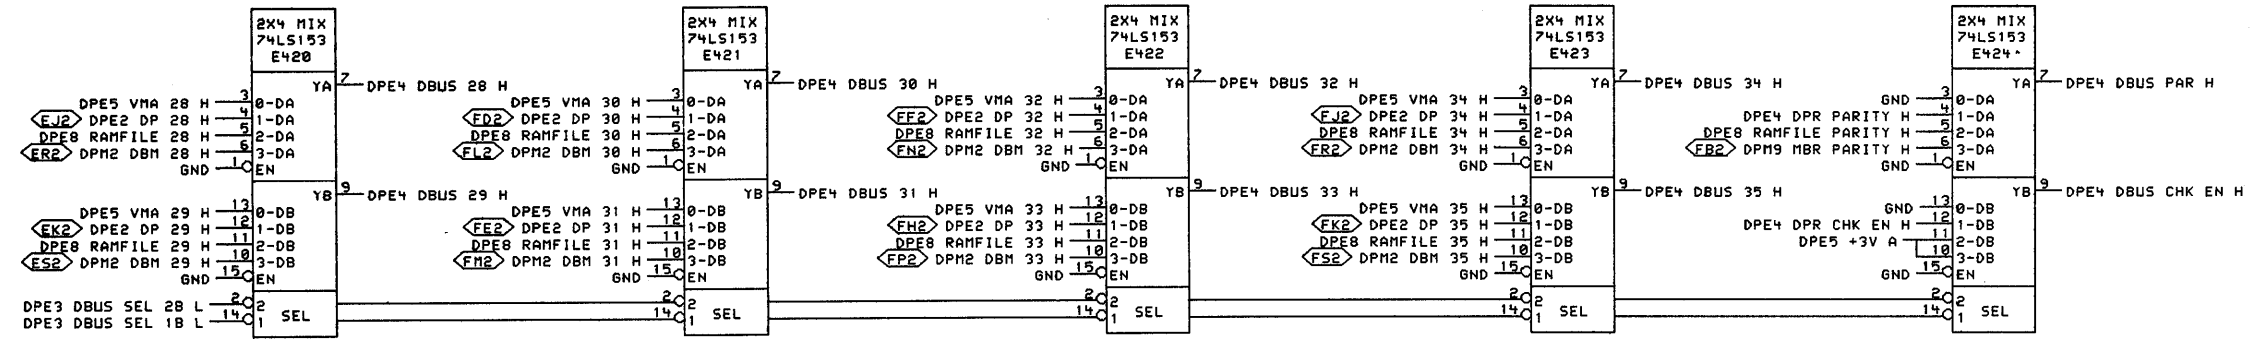 2X4 MIX
74LS153
E420
YA 7 DPE4 DBUS 28 H
DPE5 VMA 28 H 3 0-DA
EJ2 DPE2 DP 28 H 4 1-DA
DPE8 RAMFILE 28 H 5 2-DA
ER2 DPM2 DBM 28 H 6 3-DA
GND 1 EN
YB 9 DPE4 DBUS 29 H
DPE5 VMA 29 H 13 0-DB
EK2 DPE2 DP 29 H 12 1-DB
DPE8 RAMFILE 29 H 11 2-DB
ES2 DPM2 DBM 29 H 10 3-DB
GND 15 EN
DPE3 DBUS SEL 2B L 2 2
SEL
DPE3 DBUS SEL 1B L 14 1
2X4 MIX
74LS153
E421
YA 7 DPE4 DBUS 30 H
DPE5 VMA 30 H 3 0-DA
FD2 DPE2 DP 30 H 4 1-DA
DPE8 RAMFILE 30 H 5 2-DA
FL2 DPM2 DBM 30 H 6 3-DA
GND 1 EN
YB 9 DPE4 DBUS 31 H
DPE5 VMA 31 H 13 0-DB
FE2 DPE2 DP 31 H 12 1-DB
DPE8 RAMFILE 31 H 11 2-DB
FM2 DPM2 DBM 31 H 10 3-DB
GND 15 EN
2 2
SEL
14 1
2X4 MIX
74LS153
E422
YA 7 DPE4 DBUS 32 H
DPE5 VMA 32 H 3 0-DA
FF2 DPE2 DP 32 H 4 1-DA
DPE8 RAMFILE 32 H 5 2-DA
FN2 DPM2 DBM 32 H 6 3-DA
GND 1 EN
YB 9 DPE4 DBUS 33 H
DPE5 VMA 33 H 13 0-DB
FH2 DPE2 DP 33 H 12 1-DB
DPE8 RAMFILE 33 H 11 2-DB
FP2 DPM2 DBM 33 H 10 3-DB
GND 15 EN
2 2
SEL
14 1
2X4 MIX
74LS153
E423
YA 7 DPE4 DBUS 34 H
DPE5 VMA 34 H 3 0-DA
FJ2 DPE2 DP 34 H 4 1-DA
DPE8 RAMFILE 34 H 5 2-DA
FR2 DPM2 DBM 34 H 6 3-DA
GND 1 EN
YB 9 DPE4 DBUS 35 H
DPE5 VMA 35 H 13 0-DB
FK2 DPE2 DP 35 H 12 1-DB
DPE8 RAMFILE 35 H 11 2-DB
FS2 DPM2 DBM 35 H 10 3-DB
GND 15 EN
2 2
SEL
14 1
2X4 MIX
74LS153
E424
YA 7 DPE4 DBUS PAR H
GND 3 0-DA
DPE4 DPR PARITY H 4 1-DA
DPE8 RAMFILE PARITY H 5 2-DA
FB2 DPM9 MBR PARITY H 6 3-DA
GND 1 EN
YB 9 DPE4 DBUS CHK EN H
GND 13 0-DB
DPE4 DPR CHK EN H 12 1-DB
DPE5 +3V A 11 2-DB
10 3-DB
GND 15 EN
2 2
SEL
14 1